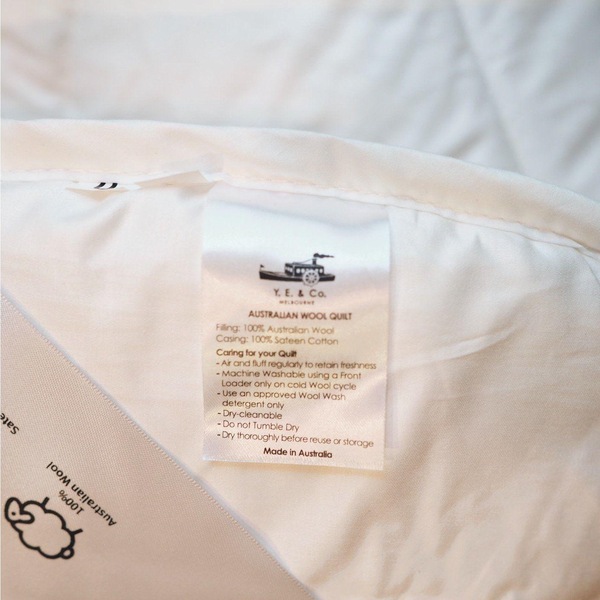 Y. E. & Co.
MELBOURNE
AUSTRALIAN WOOL QUILT
Filling: 100% Australian Wool
Casing: 100% Sateen Cotton
Caring for your Quilt
- Air and fluff regularly to retain freshness
- Machine Washable using a Front
Loader only on cold Wool cycle
- Use an approved Wool Wash
detergent only
- Dry-cleanable
- Do not Tumble Dry
- Dry thoroughly before reuse or storage
Made in Australia
100%
Australian Wool